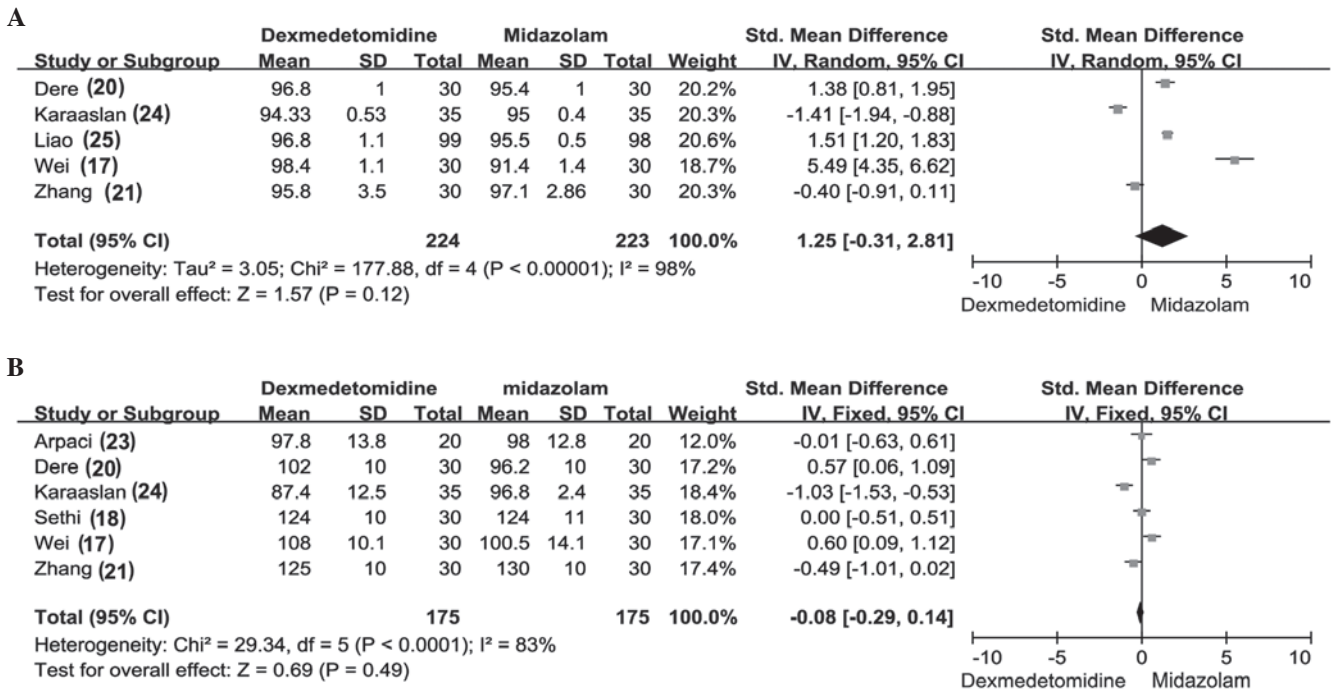 A
Dexmedetomidine Midazolam Std. Mean Difference Std. Mean Difference
Study or Subgroup Mean SD Total Mean SD Total Weight IV, Random, 95% CI IV, Random, 95% CI
Dere (20) 96.8 1 30 95.4 1 30 20.2% 1.38 [0.81, 1.95]
Karaaslan (24) 94.33 0.53 35 95 0.4 35 20.3% -1.41 [-1.94, -0.88]
Liao (25) 96.8 1.1 99 95.5 0.5 98 20.6% 1.51 [1.20, 1.83]
Wei (17) 98.4 1.1 30 91.4 1.4 30 18.7% 5.49 [4.35, 6.62]
Zhang (21) 95.8 3.5 30 97.1 2.86 30 20.3% -0.40 [-0.91, 0.11]
Total (95% CI) 224 223 100.0% 1.25 [-0.31, 2.81]
Heterogeneity: Tau² = 3.05; Chi² = 177.88, df = 4 (P < 0.00001); I² = 98%
Test for overall effect: Z = 1.57 (P = 0.12)
-10 -5 0 5 10
Dexmedetomidine Midazolam
B
Dexmedetomidine midazolam Std. Mean Difference Std. Mean Difference
Study or Subgroup Mean SD Total Mean SD Total Weight IV, Fixed, 95% CI IV, Fixed, 95% CI
Arpaci (23) 97.8 13.8 20 98 12.8 20 12.0% -0.01 [-0.63, 0.61]
Dere (20) 102 10 30 96.2 10 30 17.2% 0.57 [0.06, 1.09]
Karaaslan (24) 87.4 12.5 35 96.8 2.4 35 18.4% -1.03 [-1.53, -0.53]
Sethi (18) 124 10 30 124 11 30 18.0% 0.00 [-0.51, 0.51]
Wei (17) 108 10.1 30 100.5 14.1 30 17.1% 0.60 [0.09, 1.12]
Zhang (21) 125 10 30 130 10 30 17.4% -0.49 [-1.01, 0.02]
Total (95% CI) 175 175 100.0% -0.08 [-0.29, 0.14]
Heterogeneity: Chi² = 29.34, df = 5 (P < 0.0001); I² = 83%
Test for overall effect: Z = 0.69 (P = 0.49)
-10 -5 0 5 10
Dexmedetomidine Midazolam